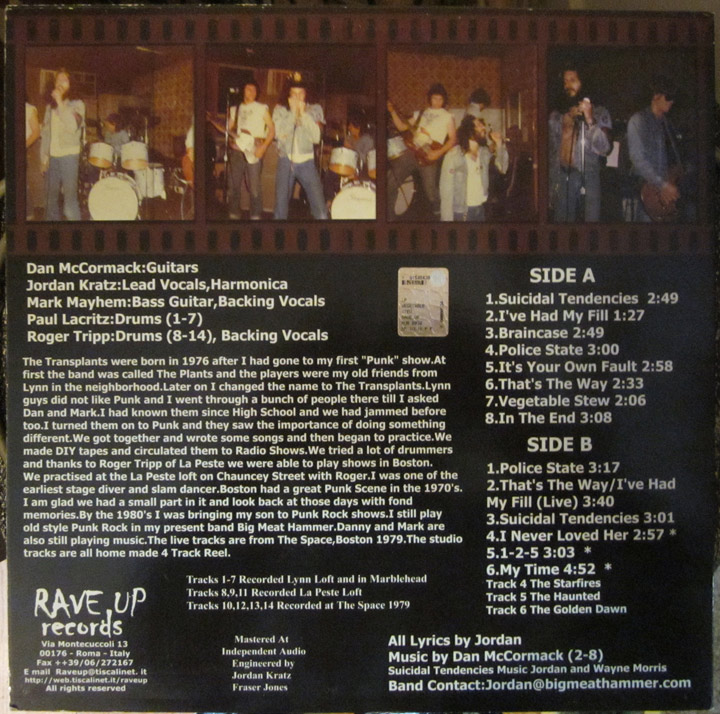 Dan McCormack:Guitars
Jordan Kratz:Lead Vocals,Harmonica
Mark Mayhem:Bass Guitar,Backing Vocals
Paul Lacritz:Drums (1-7)
Roger Tripp:Drums (8-14), Backing Vocals
The Transplants were born in 1976 after I had gone to my first "Punk" show.At
first the band was called The Plants and the players were my old friends from
Lynn in the neighborhood.Later on I changed the name to The Transplants.Lynn
guys did not like Punk and I went through a bunch of people there till I asked
Dan and Mark.I had known them since High School and we had jammed before
too.I turned them on to Punk and they saw the importance of doing something
different.We got together and wrote some songs and then began to practice.We
made DIY tapes and circulated them to Radio Shows.We tried a lot of drummers
and thanks to Roger Tripp of La Peste we were able to play shows in Boston.
We practised at the La Peste loft on Chauncey Street with Roger.I was one of the
earliest stage diver and slam dancer.Boston had a great Punk Scene in the 1970's.
I am glad we had a small part in it and look back at those days with fond
memories.By the 1980's I was bringing my son to Punk Rock shows.I still play
old style Punk Rock in my present band Big Meat Hammer.Danny and Mark are
also still playing music.The live tracks are from The Space,Boston 1979.The studio
tracks are all home made 4 Track Reel.
SIDE A
1.Suicidal Tendencies 2:49
2.I've Had My Fill 1:27
3.Braincase 2:49
4.Police State 3:00
5.It's Your Own Fault 2:58
6.That's The Way 2:33
7.Vegetable Stew 2:06
8.In The End 3:08
SIDE B
1.Police State 3:17
2.That's The Way/I've Had
My Fill (Live) 3:40
3.Suicidal Tendencies 3:01
4.I Never Loved Her 2:57 *
5.1-2-5 3:03 *
6.My Time 4:52 *
Track 4 The Starfires
Track 5 The Haunted
Track 6 The Golden Dawn
Tracks 1-7 Recorded Lynn Loft and in Marblehead
Tracks 8,9,11 Recorded La Peste Loft
Tracks 10,12,13,14 Recorded at The Space 1979
RAVE UP
records
Via Montecuccoli 13
00176 - Roma - Italy
Fax ++39/06/272167
E mail Raveup@tiscalinet. it
http://web.tiscalinet.it/raveup
All rights reserved
Mastered At
Independent Audio
Engineered by
Jordan Kratz
Fraser Jones
All Lyrics by Jordan
Music by Dan McCormack (2-8)
Suicidal Tendencies Music Jordan and Wayne Morris
Band Contact:Jordan@bigmeathammer.com